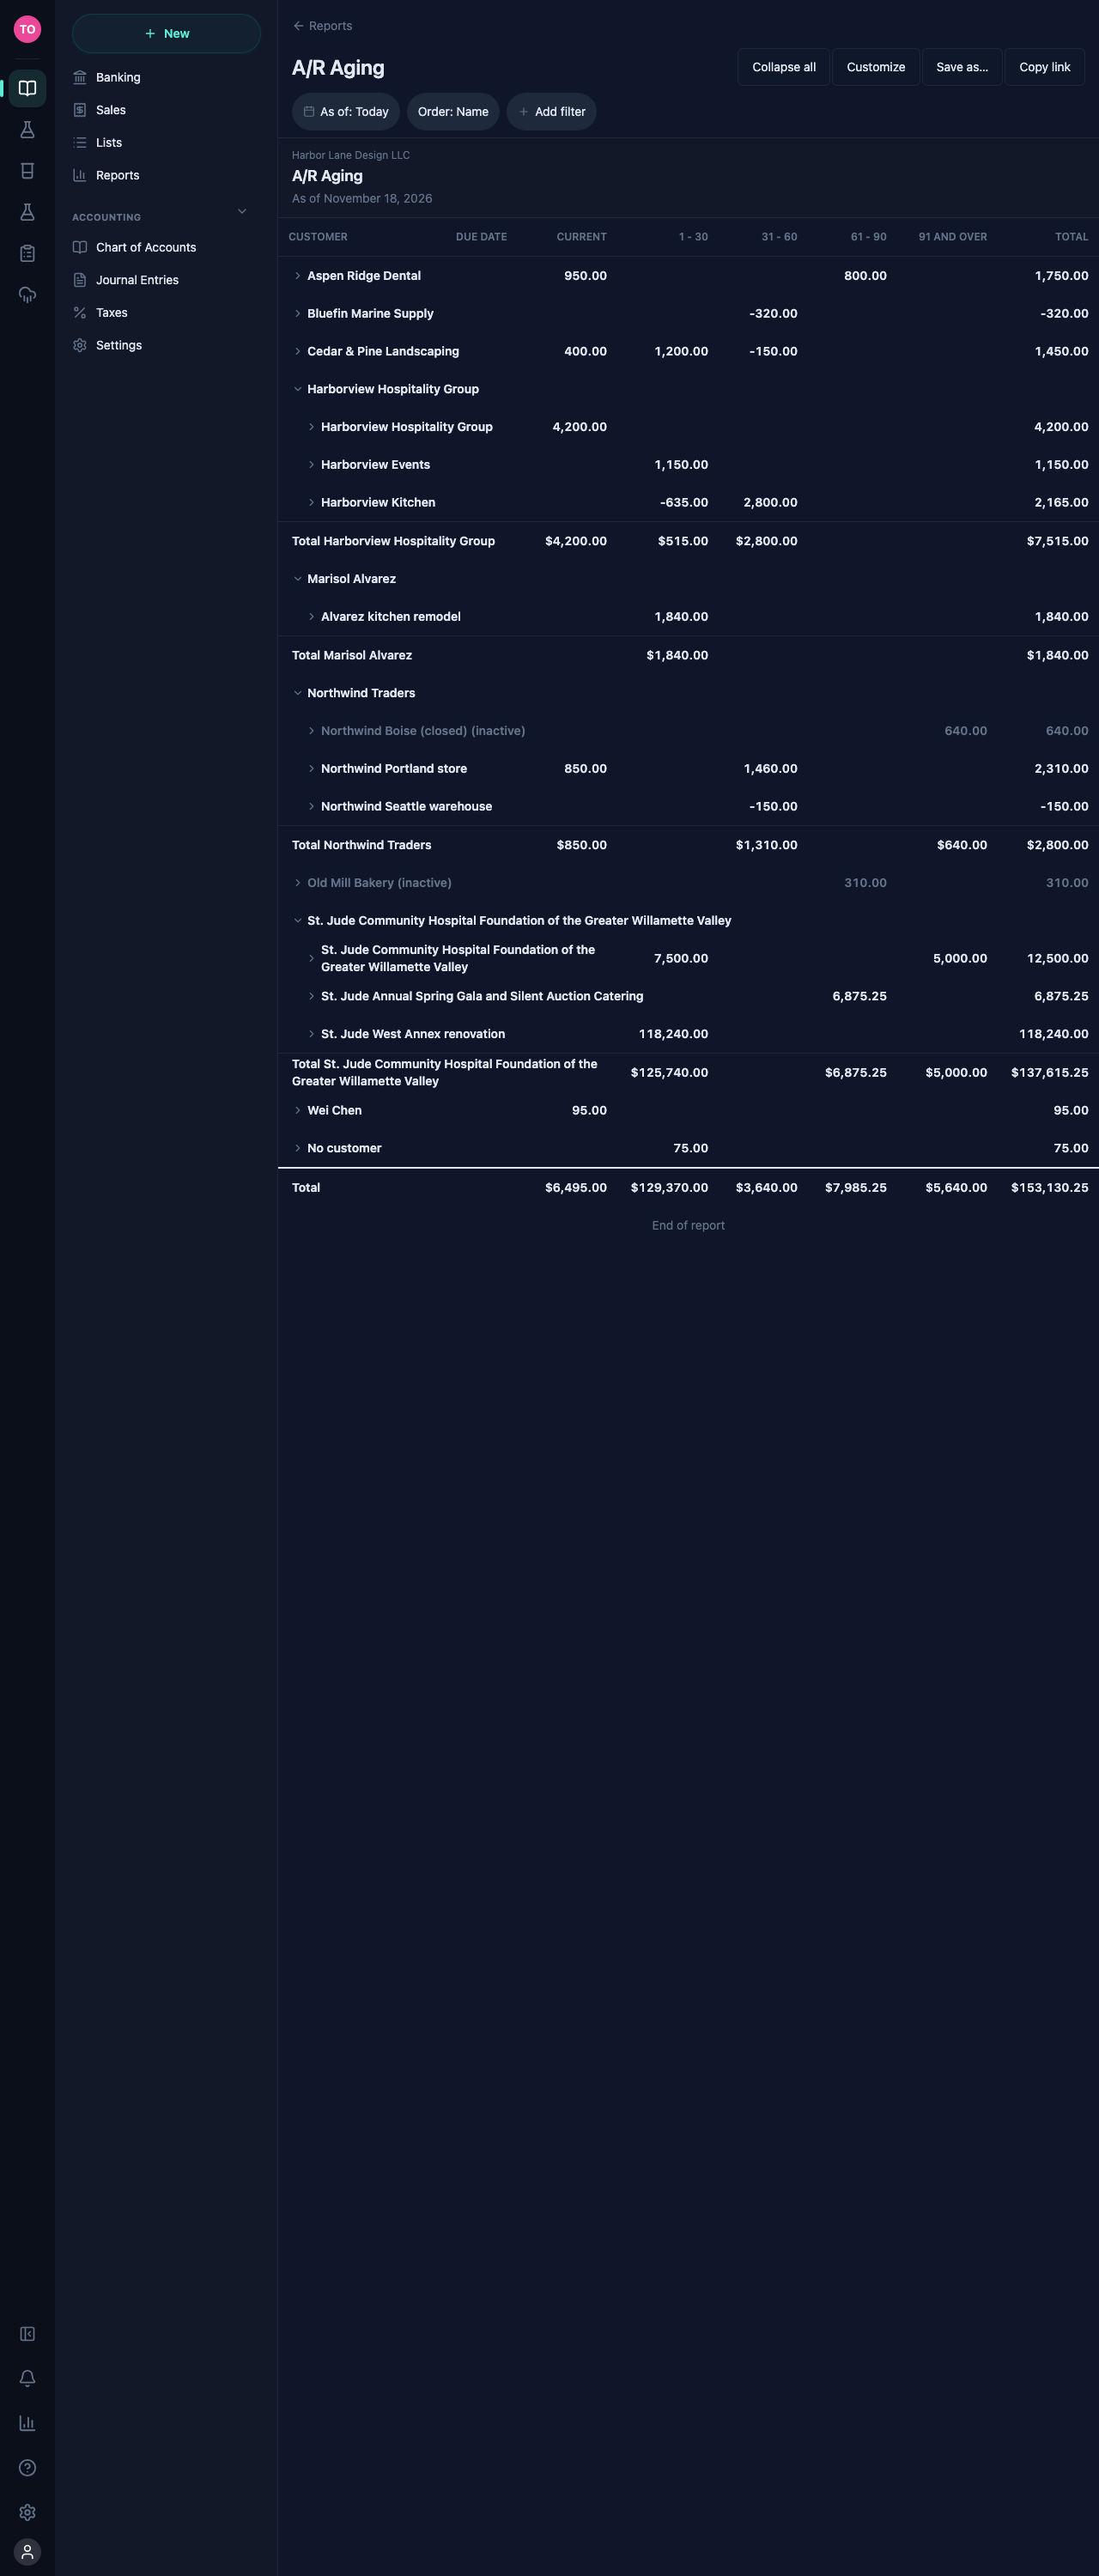 TO
New
Banking
Sales
Lists
Reports
ACCOUNTING
Chart of Accounts
Journal Entries
Taxes
Settings
Reports
A/R Aging
Collapse all Customize Save as... Copy link
As of: Today Order: Name Add filter
Harbor Lane Design LLC
A/R Aging
As of November 18, 2026
CUSTOMER DUE DATE CURRENT 1 - 30 31 - 60 61 - 90 91 AND OVER TOTAL
Aspen Ridge Dental 950.00 800.00 1,750.00
Bluefin Marine Supply -320.00 -320.00
Cedar & Pine Landscaping 400.00 1,200.00 -150.00 1,450.00
Harborview Hospitality Group
Harborview Hospitality Group 4,200.00 4,200.00
Harborview Events 1,150.00 1,150.00
Harborview Kitchen -635.00 2,800.00 2,165.00
Total Harborview Hospitality Group $4,200.00 $515.00 $2,800.00 $7,515.00
Marisol Alvarez
Alvarez kitchen remodel 1,840.00 1,840.00
Total Marisol Alvarez $1,840.00 $1,840.00
Northwind Traders
Northwind Boise (closed) (inactive) 640.00 640.00
Northwind Portland store 850.00 1,460.00 2,310.00
Northwind Seattle warehouse -150.00 -150.00
Total Northwind Traders $850.00 $1,310.00 $640.00 $2,800.00
Old Mill Bakery (inactive) 310.00 310.00
St. Jude Community Hospital Foundation of the Greater Willamette Valley
St. Jude Community Hospital Foundation of the
Greater Willamette Valley 7,500.00 5,000.00 12,500.00
St. Jude Annual Spring Gala and Silent Auction Catering 6,875.25 6,875.25
St. Jude West Annex renovation 118,240.00 118,240.00
Total St. Jude Community Hospital Foundation of the
Greater Willamette Valley $125,740.00 $6,875.25 $5,000.00 $137,615.25
Wei Chen 95.00 95.00
No customer 75.00 75.00
Total $6,495.00 $129,370.00 $3,640.00 $7,985.25 $5,640.00 $153,130.25
End of report